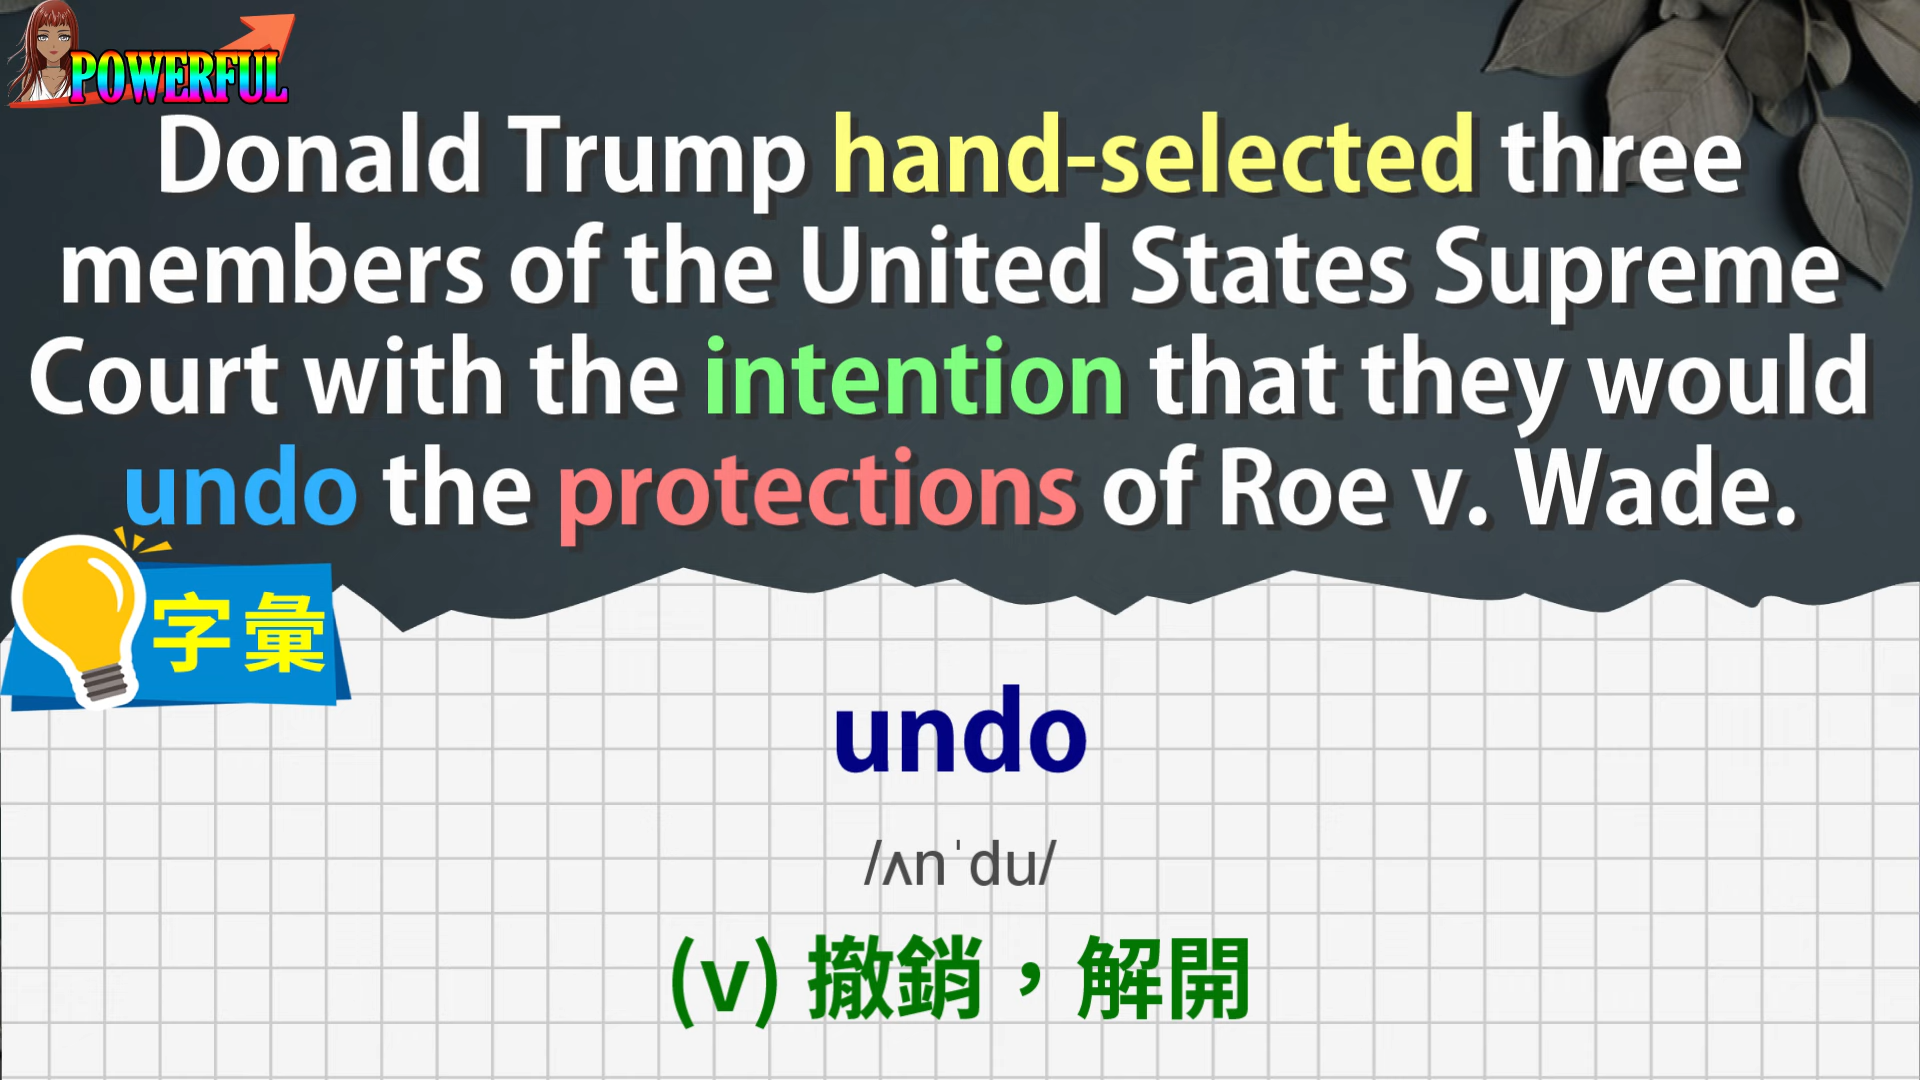 POWERFUL
Donald Trump hand-selected three
members of the United States Supreme
Court with the intention that they would
undo the protections of Roe v. Wade.
字彙
undo
/ʌnˈdu/
(v) 撤銷，解開